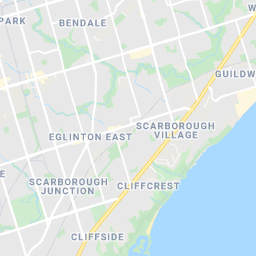 W
PARK
BENDALE
GUILDW
EGLINTON EAST
SCARBOROUGH
VILLAGE
E
SCARBOROUGH
JUNCTION
CLIFFCREST
CLIFFSIDE